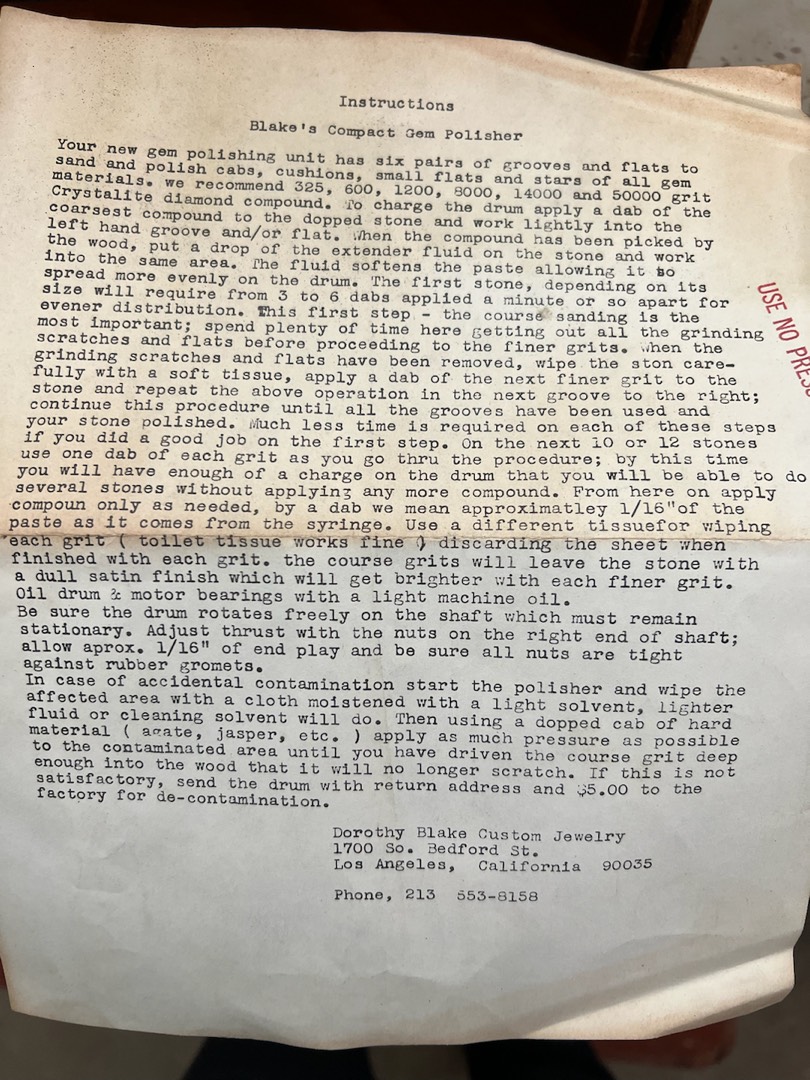 Instructions
Blake's Compact Gem Polisher
Your new gem polishing unit has six pairs of grooves and flats to
sand and polish cabs, cushions, small flats and stars of all gem
materials. we recommend 325, 600, 1200, 8000, 14000 and 50000 grit
Crystalite diamond compound. To charge the drum apply a dab of the
coarsest compound to the dopped stone and work lightly into the
left hand groove and/or flat. When the compound has been picked by
the wood, put a drop of the extender fluid on the stone and work
into the same area. The fluid softens the paste allowing it to
spread more evenly on the drum. The first stone, depending on its
size will require from 3 to 6 dabs applied a minute or so apart for
evener distribution. This first step - the course sanding is the
most important; spend plenty of time here getting out all the grinding
scratches and flats before proceeding to the finer grits. When the
grinding scratches and flats have been removed, wipe the ston care-
fully with a soft tissue, apply a dab of the next finer grit to the
stone and repeat the above operation in the next groove to the right;
continue this procedure until all the grooves have been used and
your stone polished. Much less time is required on each of these steps
if you did a good job on the first step. On the next 10 or 12 stones
use one dab of each grit as you go thru the procedure; by this time
you will have enough of a charge on the drum that you will be able to do
several stones without applying any more compound. From here on apply
compoun only as needed, by a dab we mean approximatley 1/16"of the
paste as it comes from the syringe. Use a different tissuefor wiping
each grit ( toilet tissue works fine ) discarding the sheet when
finished with each grit. the course grits will leave the stone with
a dull satin finish which will get brighter with each finer grit.
Oil drum & motor bearings with a light machine oil.
Be sure the drum rotates freely on the shaft which must remain
stationary. Adjust thrust with the nuts on the right end of shaft;
allow aprox. 1/16" of end play and be sure all nuts are tight
against rubber gromets.
In case of accidental contamination start the polisher and wipe the
affected area with a cloth moistened with a light solvent, lighter
fluid or cleaning solvent will do. Then using a dopped cab of hard
material ( agate, jasper, etc. ) apply as much pressure as possible
to the contaminated area until you have driven the course grit deep
enough into the wood that it will no longer scratch. If this is not
satisfactory, send the drum with return address and $5.00 to the
factory for de-contamination.
Dorothy Blake Custom Jewelry
1700 So. Bedford St.
Los Angeles, California 90035
Phone, 213 553-8158
USE NO